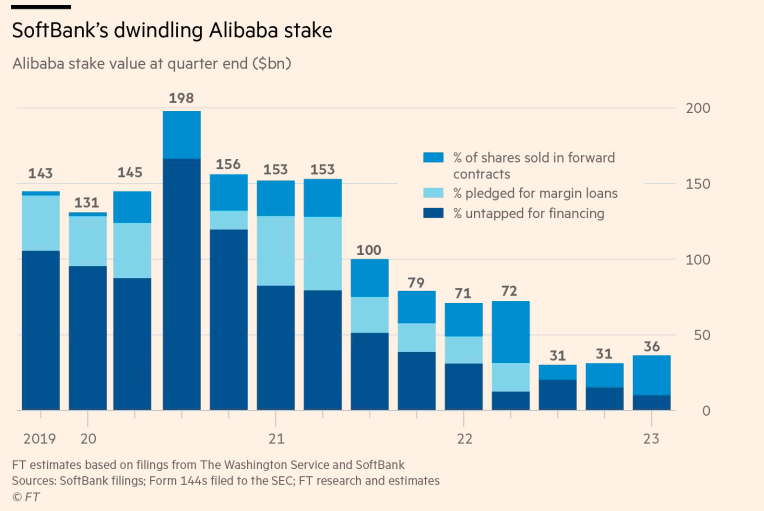 SoftBank’s dwindling Alibaba stake
Alibaba stake value at quarter end ($bn)
198
200
143
145
156
153
153
% of shares sold in forward
contracts
150
131
% pledged for margin loans
% untapped for financing
100
100
79
71
72
50
31
31
36
0
2019
20
21
22
23
FT estimates based on filings from The Washington Service and SoftBank
Sources: SoftBank filings; Form 144s filed to the SEC; FT research and estimates
© FT